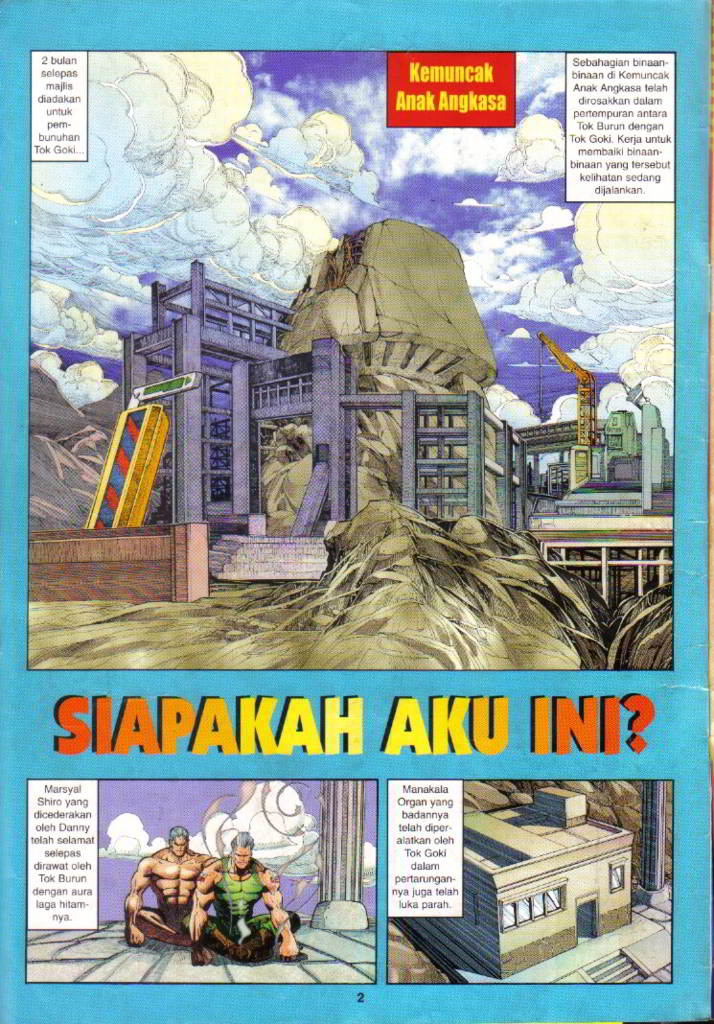 2 bulan
selepas
majlis
diadakan
untuk
pem-
bunuhan
Tok Goki...
Kemuncak
Anak Angkasa
Sebahagian binaan-
binaan di Kemuncak
Anak Angkasa telah
dirosakkan dalam
pertempuran antara
Tok Burun dengan
Tok Goki. Kerja untuk
membaiki binaan-
binaan yang tersebut
kelihatan sedang
dijalankan.
SIAPAKAH AKU INI?
Marsyal
Shiro yang
dicederakan
oleh Danny
telah selamat
selepas
dirawat oleh
Tok Burun
dengan aura
laga hitam-
nya.
Manakala
Organ yang
badannya
telah diper-
alatkan oleh
Tok Goki
dalam
pertarungan-
nya juga telah
luka parah.
2